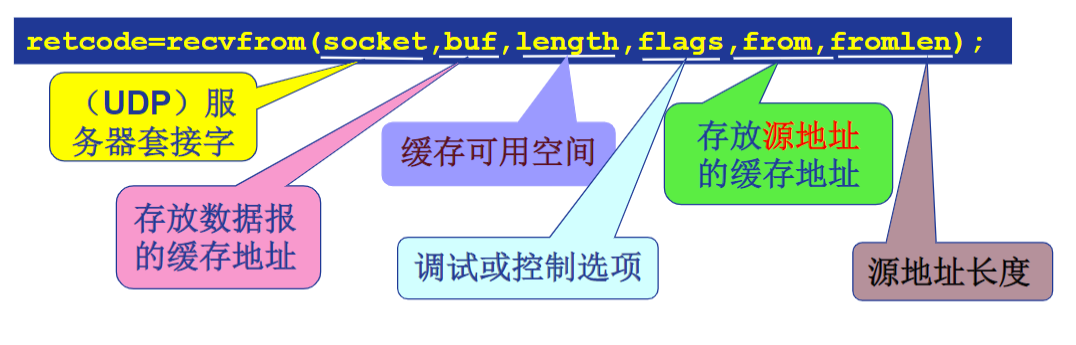 retcode=recvfrom(socket,buf,length,flags,from,fromlen);
（UDP）服
务器套接字
存放数据报
的缓存地址
缓存可用空间
调试或控制选项
存放源地址
的缓存地址
源地址长度